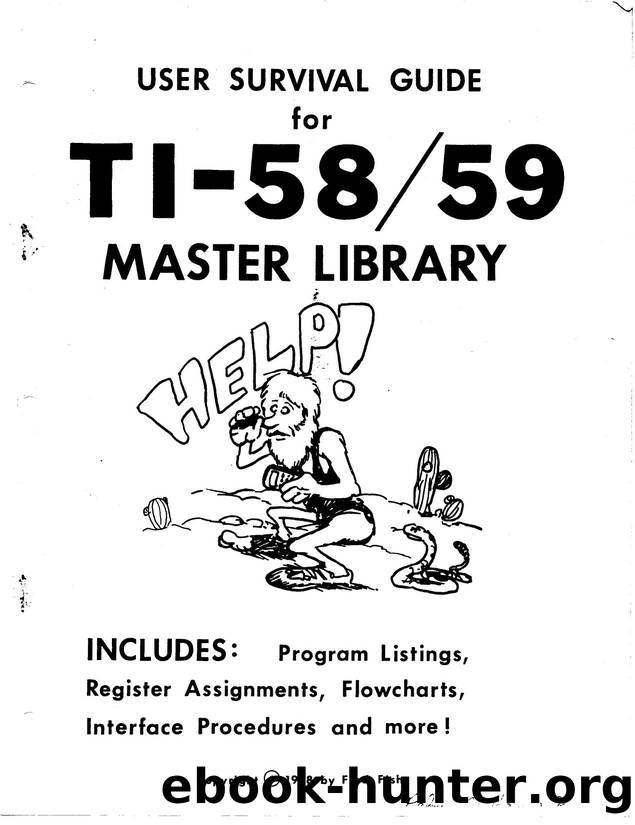 USER SURVIVAL GUIDE
for
TI-58/59
MASTER LIBRARY
HELP!
INCLUDES: Program Listings,
Register Assignments, Flowcharts,
Interface Procedures and more!
ebook-hunter.org